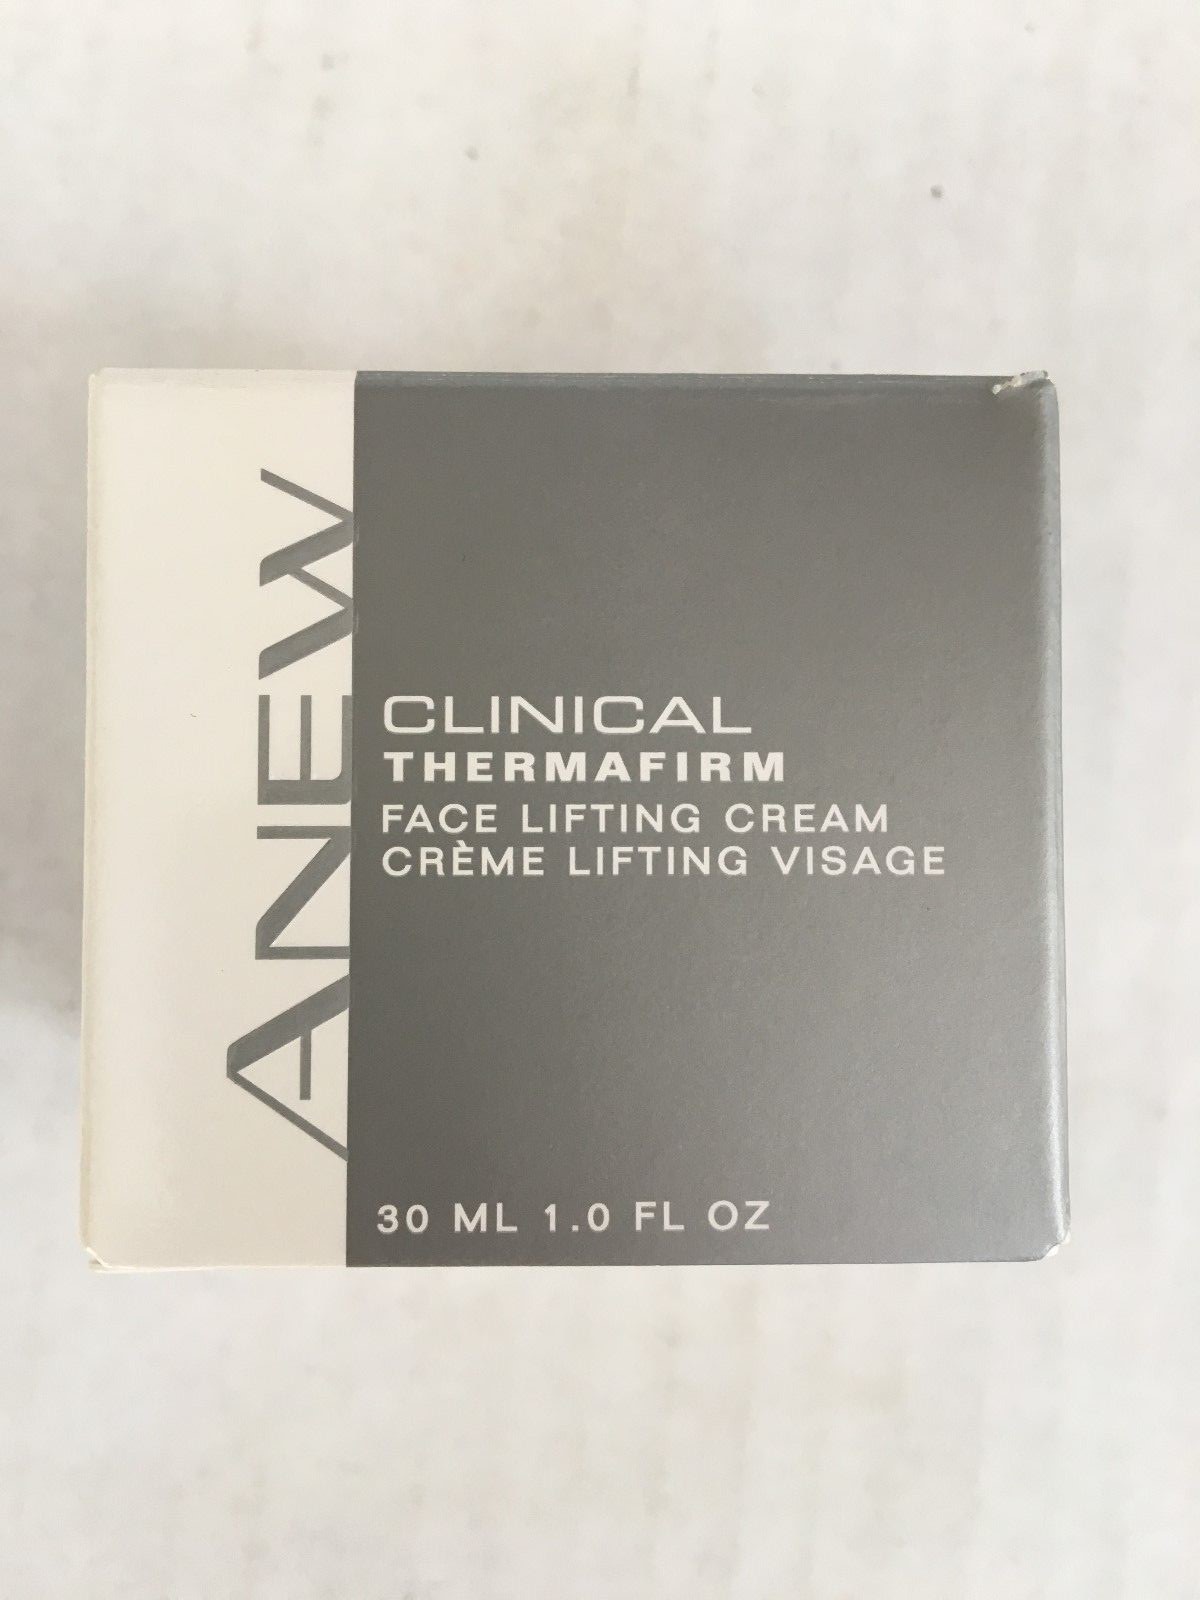 ANEW
CLINICAL
THERMAFIRM
FACE LIFTING CREAM
CRÈME LIFTING VISAGE
30 ML 1.0 FL OZ